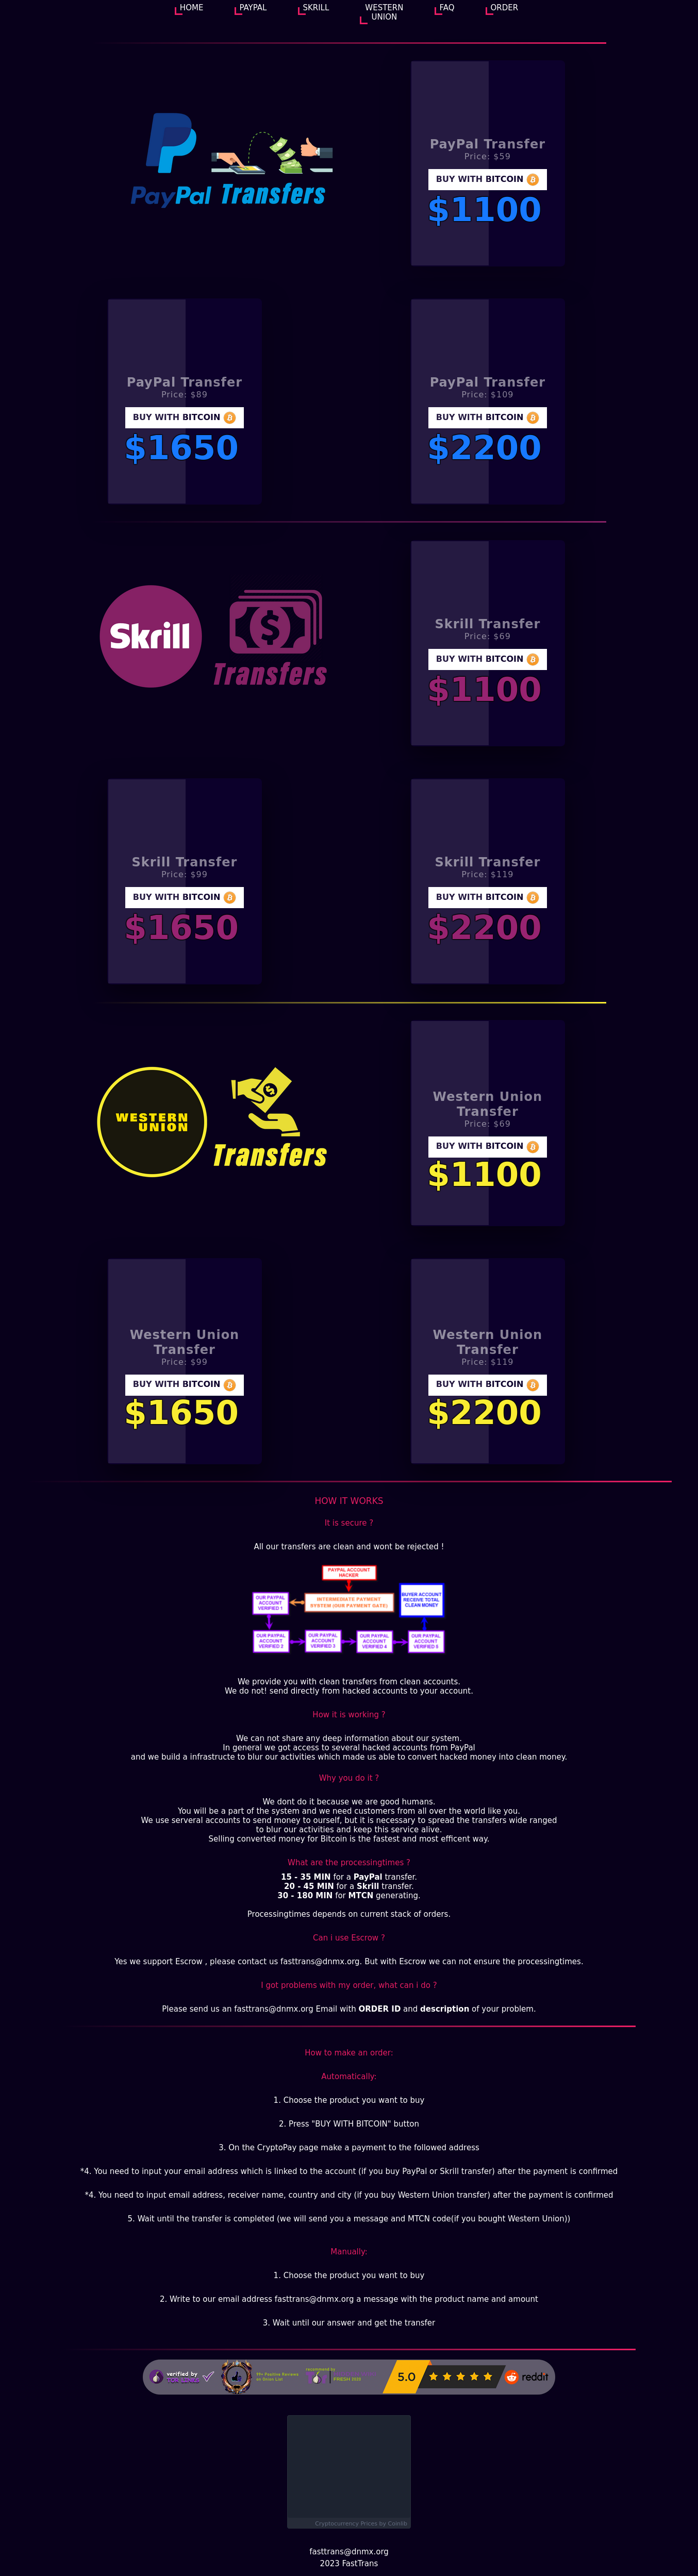 HOME
PAYPAL
SKRILL
WESTERN
UNION
FAQ
ORDER
PayPal Transfers
PayPal Transfer
Price: $59
BUY WITH BITCOIN
$1100
PayPal Transfer
Price: $89
BUY WITH BITCOIN
$1650
PayPal Transfer
Price: $109
BUY WITH BITCOIN
$2200
Skrill
Transfers
Skrill Transfer
Price: $69
BUY WITH BITCOIN
$1100
Skrill Transfer
Price: $99
BUY WITH BITCOIN
$1650
Skrill Transfer
Price: $119
BUY WITH BITCOIN
$2200
WESTERN
UNION
Transfers
Western Union
Transfer
Price: $69
BUY WITH BITCOIN
$1100
Western Union
Transfer
Price: $99
BUY WITH BITCOIN
$1650
Western Union
Transfer
Price: $119
BUY WITH BITCOIN
$2200
HOW IT WORKS
It is secure ?
All our transfers are clean and wont be rejected !
PAYPAL ACCOUNT
HACKER
INTERMEDIATE PAYMENT
SYSTEM (OUR PAYMENT GATE)
BUYER ACCOUNT
RECEIVE TOTAL
CLEAN MONEY
OUR PAYPAL
ACCOUNT
VERIFIED 1
OUR PAYPAL
ACCOUNT
VERIFIED 2
OUR PAYPAL
ACCOUNT
VERIFIED 3
OUR PAYPAL
ACCOUNT
VERIFIED 4
OUR PAYPAL
ACCOUNT
VERIFIED 5
We provide you with clean transfers from clean accounts.
We do not! send directly from hacked accounts to your account.
How it is working ?
We can not share any deep information about our system.
In general we got access to several hacked accounts from PayPal
and we build a infrastructe to blur our activities which made us able to convert hacked money into clean money.
Why you do it ?
We dont do it because we are good humans.
You will be a part of the system and we need customers from all over the world like you.
We use serveral accounts to send money to ourself, but it is necessary to spread the transfers wide ranged
to blur our activities and keep this service alive.
Selling converted money for Bitcoin is the fastest and most efficent way.
What are the processingtimes ?
15 - 35 MIN for a PayPal transfer.
20 - 45 MIN for a Skrill transfer.
30 - 180 MIN for MTCN generating.
Processingtimes depends on current stack of orders.
Can i use Escrow ?
Yes we support Escrow , please contact us fasttrans@dnmx.org. But with Escrow we can not ensure the processingtimes.
I got problems with my order, what can i do ?
Please send us an fasttrans@dnmx.org Email with ORDER ID and description of your problem.
How to make an order:
Automatically:
1. Choose the product you want to buy
2. Press "BUY WITH BITCOIN" button
3. On the CryptoPay page make a payment to the followed address
*4. You need to input your email address which is linked to the account (if you buy PayPal or Skrill transfer) after the payment is confirmed
*4. You need to input email address, receiver name, country and city (if you buy Western Union transfer) after the payment is confirmed
5. Wait until the transfer is completed (we will send you a message and MTCN code(if you bought Western Union))
Manually:
1. Choose the product you want to buy
2. Write to our email address fasttrans@dnmx.org a message with the product name and amount
3. Wait until our answer and get the transfer
verified by
Positive Reviews
5.0
reddit
Cryptocurrency Prices by Coinlib
fasttrans@dnmx.org
2023 FastTrans